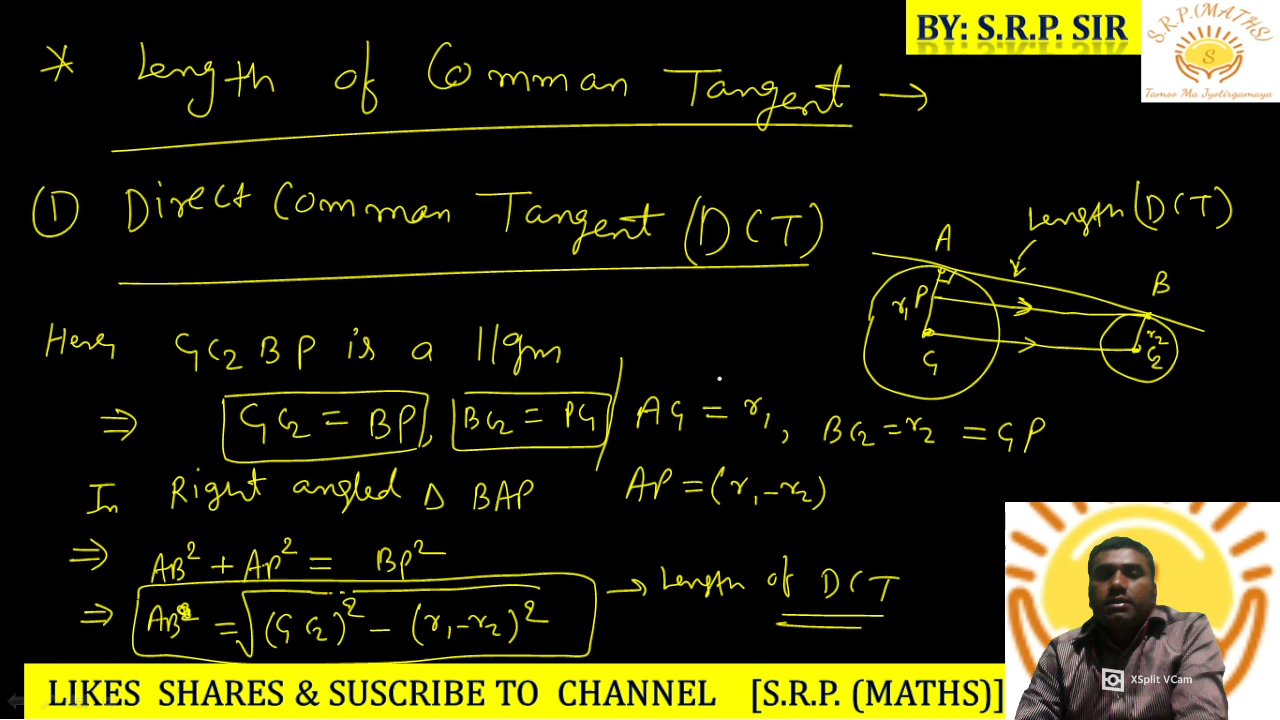 BY: S.R.P. SIR
S.R.P.(MATHS)
S
Tamso Ma Jyotirgamaya
* Length of Comman Tangent →
① Direct Comman Tangent (DCT)
Length (DCT)
A
B
P
r₁
r₂
C₁
C₂
Here, C₁C₂BP is a ||gm
⇒ C₁C₂ = BP, BC₂ = PC₁ / AC₁ = r₁, BC₂ = r₂ = C₁P
In Right angled Δ BAP AP = (r₁-r₂)
⇒ AB² + AP² = BP²
⇒ AB = √(C₁C₂)² - (r₁-r₂)² → Length of DCT
XSplit VCam
LIKES SHARES & SUSCRIBE TO CHANNEL [S.R.P. (MATHS)]